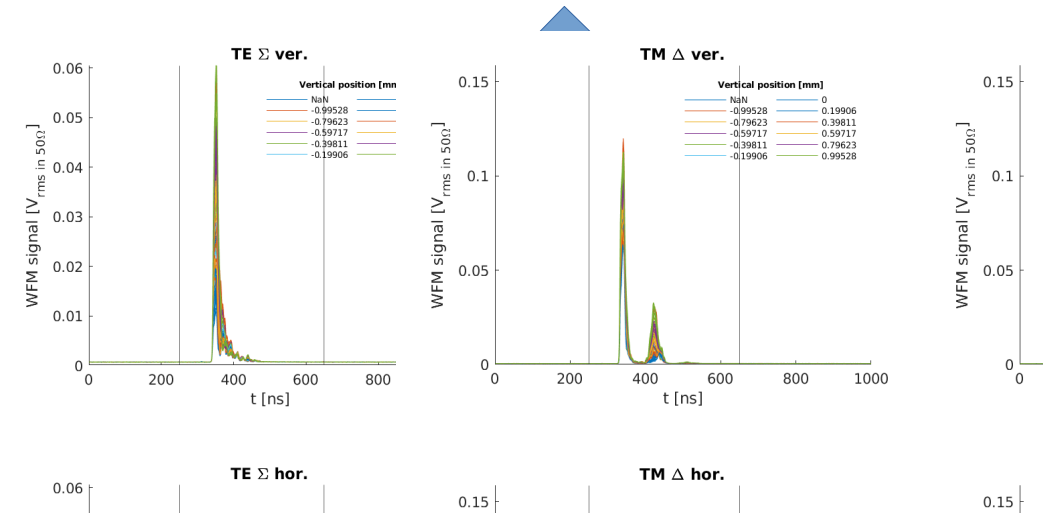 TE Σ ver.
WFM signal [Vrms in 50Ω]
0.06
0.05
0.04
0.03
0.02
0.01
0
Vertical position [mm
NaN
-0.99528
-0.79623
-0.59717
-0.39811
-0.19906
0 200 400 600 800
t [ns]
TM Δ ver.
WFM signal [Vrms in 50Ω]
0.15
0.1
0.05
0
Vertical position [mm]
NaN 0
-0.99528 0.19906
-0.79623 0.39811
-0.59717 0.59717
-0.39811 0.79623
-0.19906 0.99528
0 200 400 600 800 1000
t [ns]
WFM signal [Vrms in 50Ω]
0.15
0.1
0.05
0
0
TE Σ hor.
0.06
TM Δ hor.
0.15
0.15